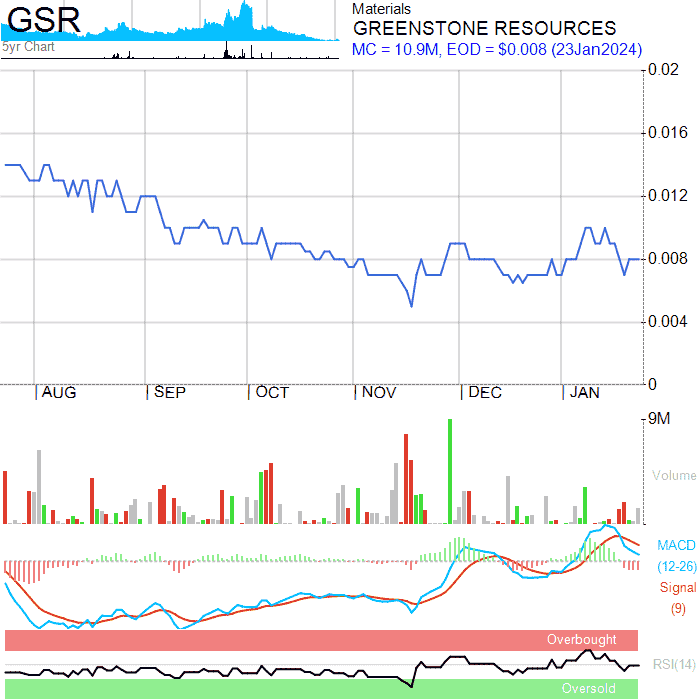 GSR
5yr Chart
Materials
GREENSTONE RESOURCES
MC = 10.9M, EOD = $0.008 (23Jan2024)
0.02
0.016
0.012
0.008
0.004
0
AUG SEP OCT NOV DEC JAN
9M
Volume
MACD
(12-26)
Signal
(9)
Overbought
RSI(14)
Oversold